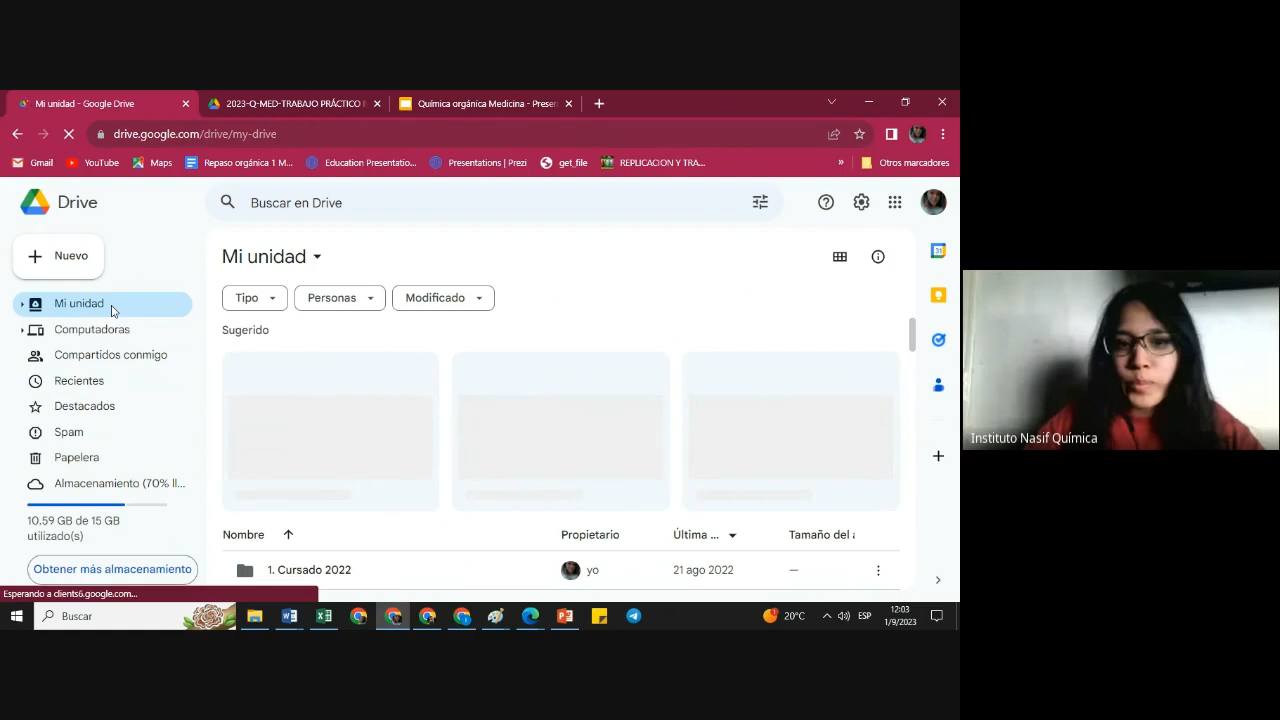 Mi unidad - Google Drive
2023-Q-MED-TRABAJO PRÁCTICO
Química orgánica Medicina - Presen
drive.google.com/drive/my-drive
Gmail
YouTube
Maps
Repaso orgánica 1 M...
Education Presentatio...
Presentations | Prezi
get_file
REPLICACION Y TRA...
»
Otros marcadores
Drive
Buscar en Drive
Nuevo
Mi unidad
Computadoras
Compartidos conmigo
Recientes
Destacados
Spam
Papelera
Almacenamiento (70% ll...
10.59 GB de 15 GB
utilizado(s)
Obtener más almacenamiento
Mi unidad
Tipo
Personas
Modificado
Sugerido
Nombre
Propietario
Última ...
Tamaño del
1. Cursado 2022
yo
21 ago 2022
—
31
Esperando a clients6.google.com...
Buscar
20°C
ESP
12:03
1/9/2023
Instituto Nasif Química